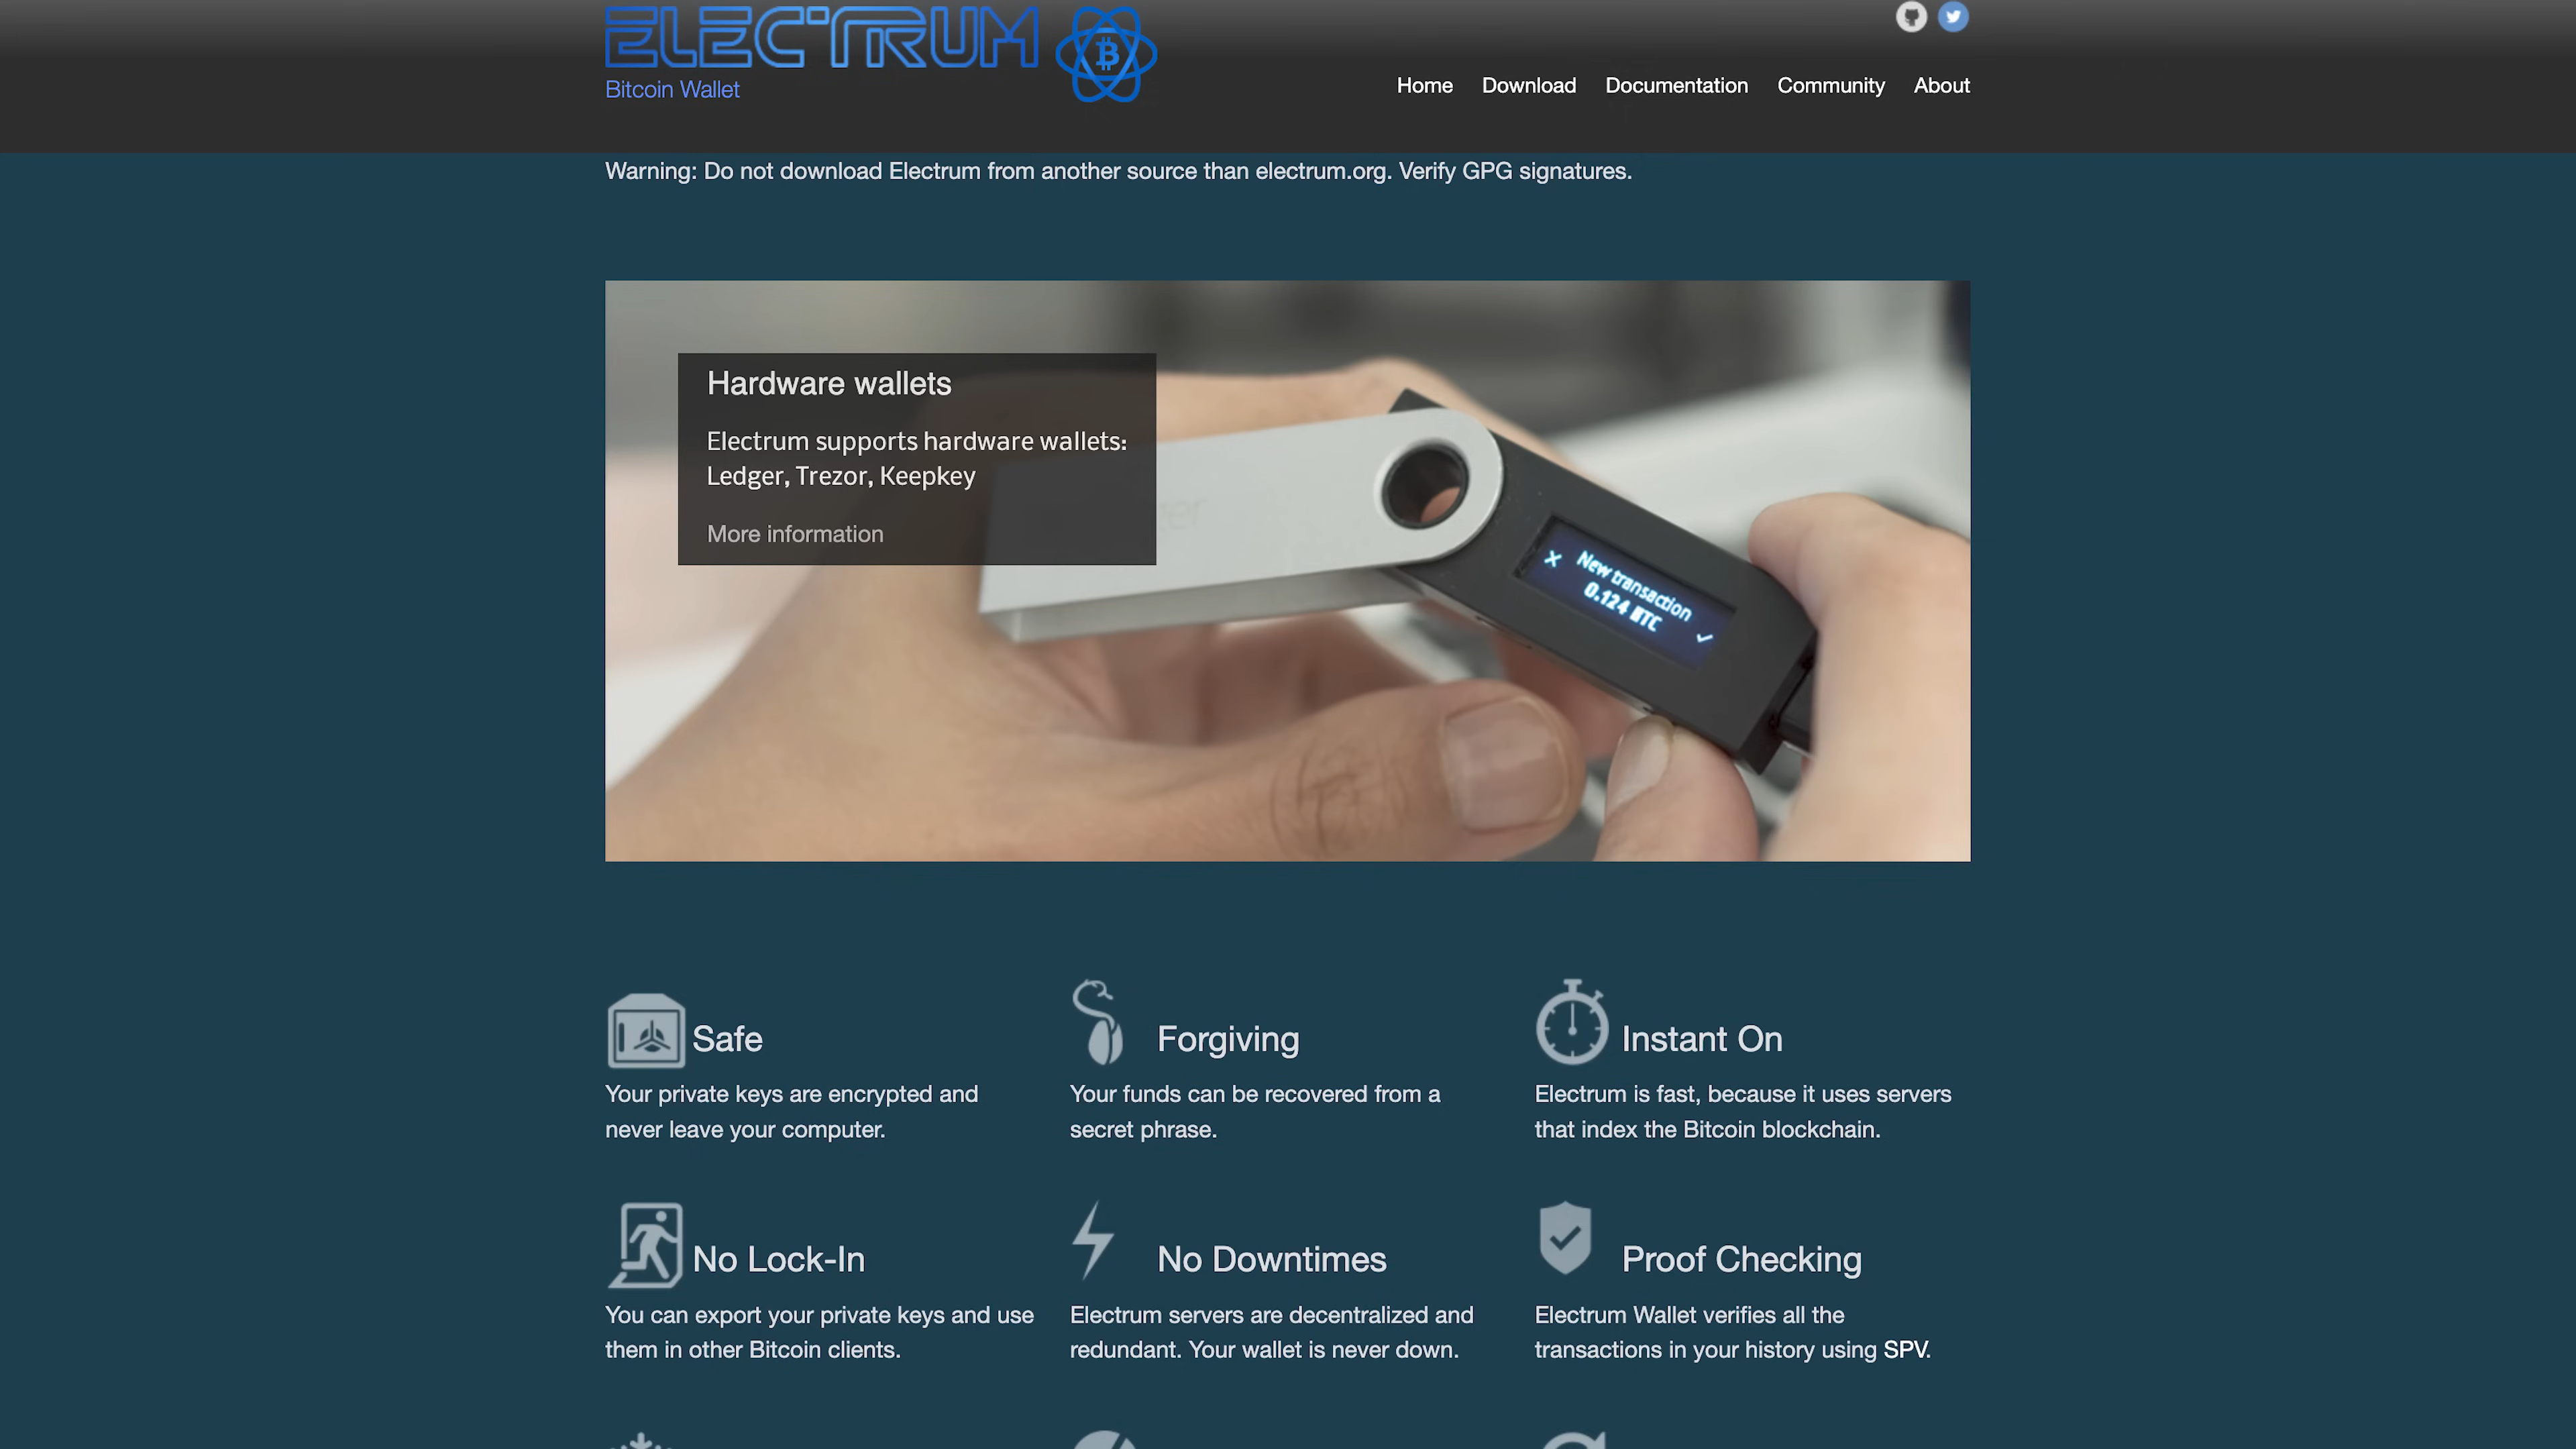 ELECTRUM
Bitcoin Wallet
Home Download Documentation Community About
Warning: Do not download Electrum from another source than electrum.org. Verify GPG signatures.
Hardware wallets
Electrum supports hardware wallets:
Ledger, Trezor, Keepkey
More information
New transaction
0.124 BTC
Safe
Your private keys are encrypted and
never leave your computer.
Forgiving
Your funds can be recovered from a
secret phrase.
Instant On
Electrum is fast, because it uses servers
that index the Bitcoin blockchain.
No Lock-In
You can export your private keys and use
them in other Bitcoin clients.
No Downtimes
Electrum servers are decentralized and
redundant. Your wallet is never down.
Proof Checking
Electrum Wallet verifies all the
transactions in your history using SPV.